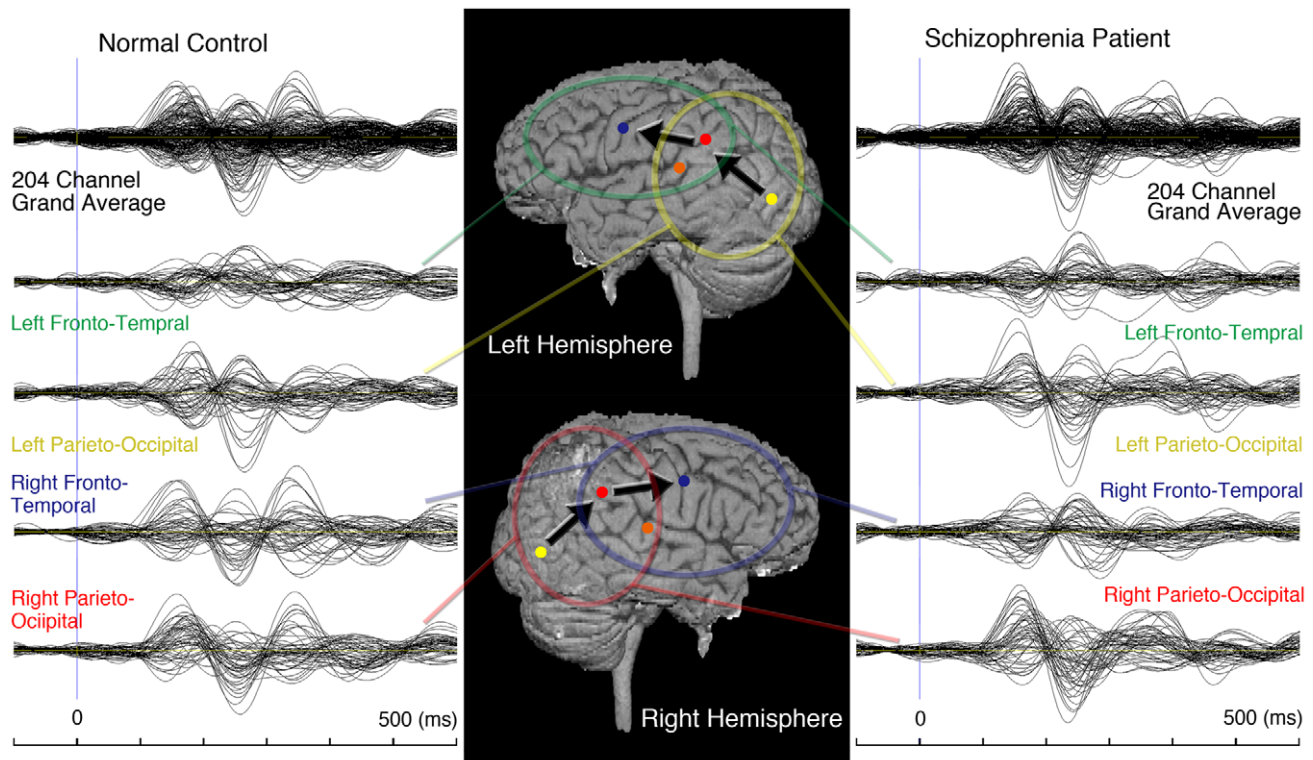 Normal Control
204 Channel
Grand Average
Left Fronto-Tempral
Left Parieto-Occipital
Right Fronto-
Temporal
Right Parieto-
Ociipital
0
500 (ms)
Left Hemisphere
Right Hemisphere
Schizophrenia Patient
204 Channel
Grand Average
Left Fronto-Tempral
Left Parieto-Occipital
Right Fronto-Temporal
Right Parieto-Occipital
0
500 (ms)